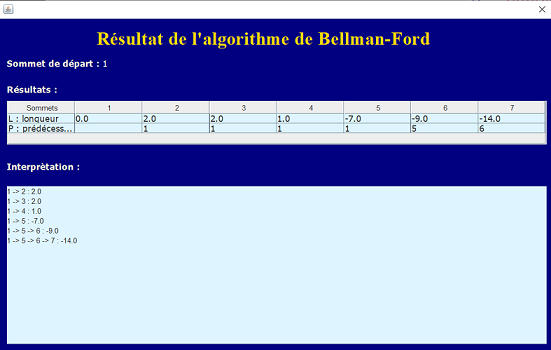 Résultat de l'algorithme de Bellman-Ford
Sommet de départ : 1
Résultats :
Sommets 1 2 3 4 5 6 7
L : longueur 0.0 2.0 2.0 1.0 -7.0 -9.0 -14.0
P : prédécess... 1 1 1 1 5 6
Interprètation :
1 -> 2 : 2.0
1 -> 3 : 2.0
1 -> 4 : 1.0
1 -> 5 : -7.0
1 -> 5 -> 6 : -9.0
1 -> 5 -> 6 -> 7 : -14.0